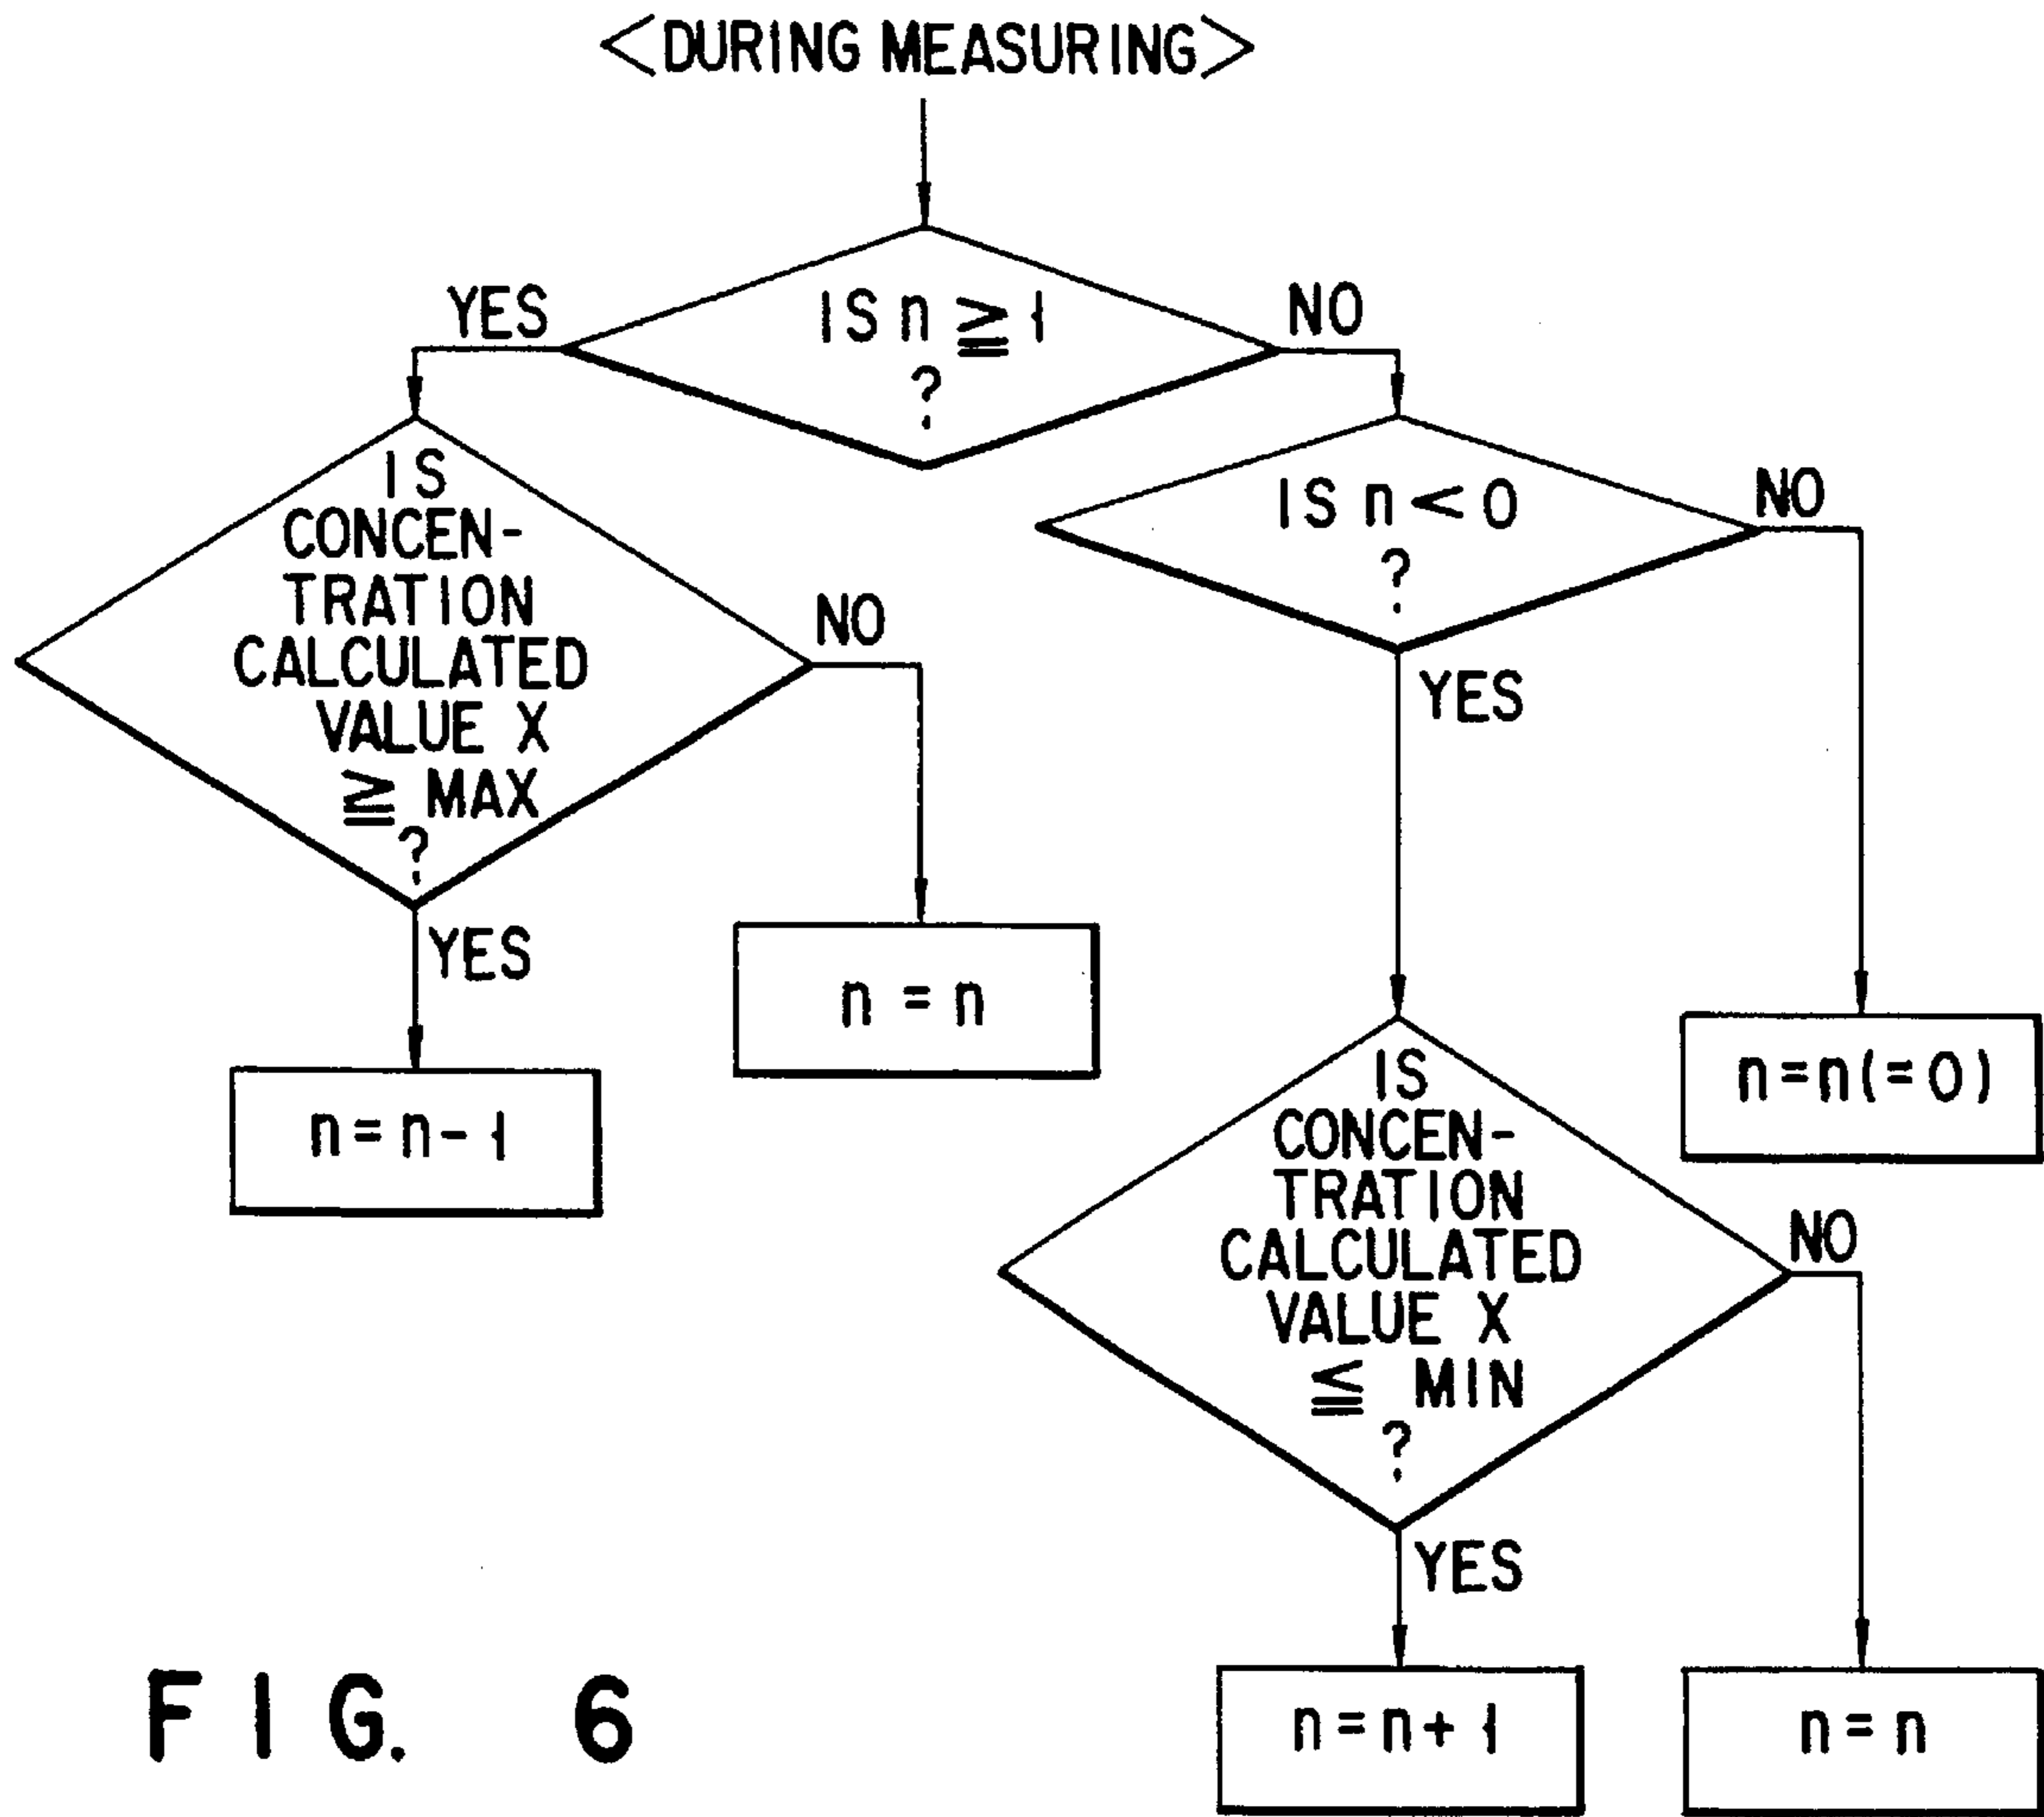 <DURING MEASURING>
YES
IS n ≧ 1
?
NO
IS
CONCEN-
TRATION
CALCULATED
VALUE X
≧ MAX
?
NO
YES
n = n
n = n - 1
IS n < 0
?
NO
YES
n = n (= 0)
IS
CONCEN-
TRATION
CALCULATED
VALUE X
≦ MIN
?
NO
YES
n = n + 1
n = n
FIG. 6